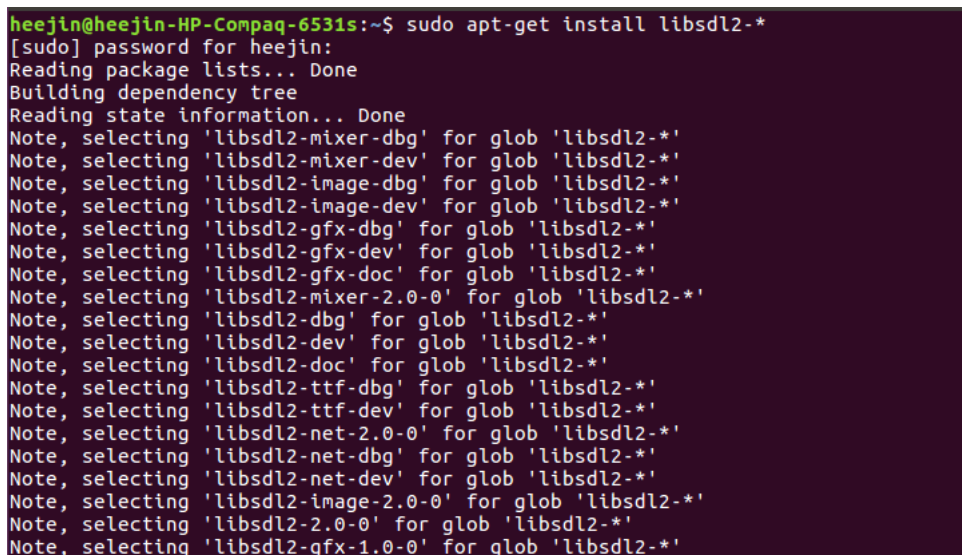 heejin@heejin-HP-Compaq-6531s:~$ sudo apt-get install libsdl2-*
[sudo] password for heejin:
Reading package lists... Done
Building dependency tree
Reading state information... Done
Note, selecting 'libsdl2-mixer-dbg' for glob 'libsdl2-*'
Note, selecting 'libsdl2-mixer-dev' for glob 'libsdl2-*'
Note, selecting 'libsdl2-image-dbg' for glob 'libsdl2-*'
Note, selecting 'libsdl2-image-dev' for glob 'libsdl2-*'
Note, selecting 'libsdl2-gfx-dbg' for glob 'libsdl2-*'
Note, selecting 'libsdl2-gfx-dev' for glob 'libsdl2-*'
Note, selecting 'libsdl2-gfx-doc' for glob 'libsdl2-*'
Note, selecting 'libsdl2-mixer-2.0-0' for glob 'libsdl2-*'
Note, selecting 'libsdl2-dbg' for glob 'libsdl2-*'
Note, selecting 'libsdl2-dev' for glob 'libsdl2-*'
Note, selecting 'libsdl2-doc' for glob 'libsdl2-*'
Note, selecting 'libsdl2-ttf-dbg' for glob 'libsdl2-*'
Note, selecting 'libsdl2-ttf-dev' for glob 'libsdl2-*'
Note, selecting 'libsdl2-net-2.0-0' for glob 'libsdl2-*'
Note, selecting 'libsdl2-net-dbg' for glob 'libsdl2-*'
Note, selecting 'libsdl2-net-dev' for glob 'libsdl2-*'
Note, selecting 'libsdl2-image-2.0-0' for glob 'libsdl2-*'
Note, selecting 'libsdl2-2.0-0' for glob 'libsdl2-*'
Note, selecting 'libsdl2-gfx-1.0-0' for glob 'libsdl2-*'